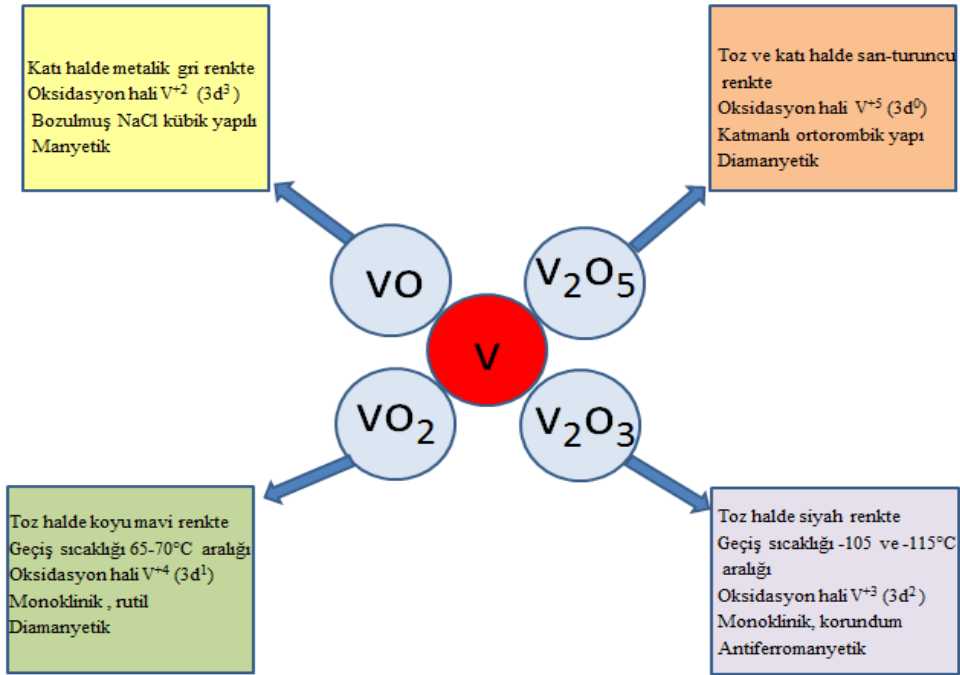 Katı halde metalik gri renkte
Oksidasyon hali V⁺² (3d³)
Bozulmuş NaCl kübik yapılı
Manyetik
Toz ve katı halde sarı-turuncu
renkte
Oksidasyon hali V⁺⁵ (3d⁰)
Katmanlı ortorombik yapı
Diamanyetik
VO
V₂O₅
V
VO₂
V₂O₃
Toz halde koyu mavi renkte
Geçiş sıcaklığı 65-70°C aralığı
Oksidasyon hali V⁺⁴ (3d¹)
Monoklinik , rutil
Diamanyetik
Toz halde siyah renkte
Geçiş sıcaklığı -105 ve -115°C
aralığı
Oksidasyon hali V⁺³ (3d²)
Monoklinik, korundum
Antiferromanyetik